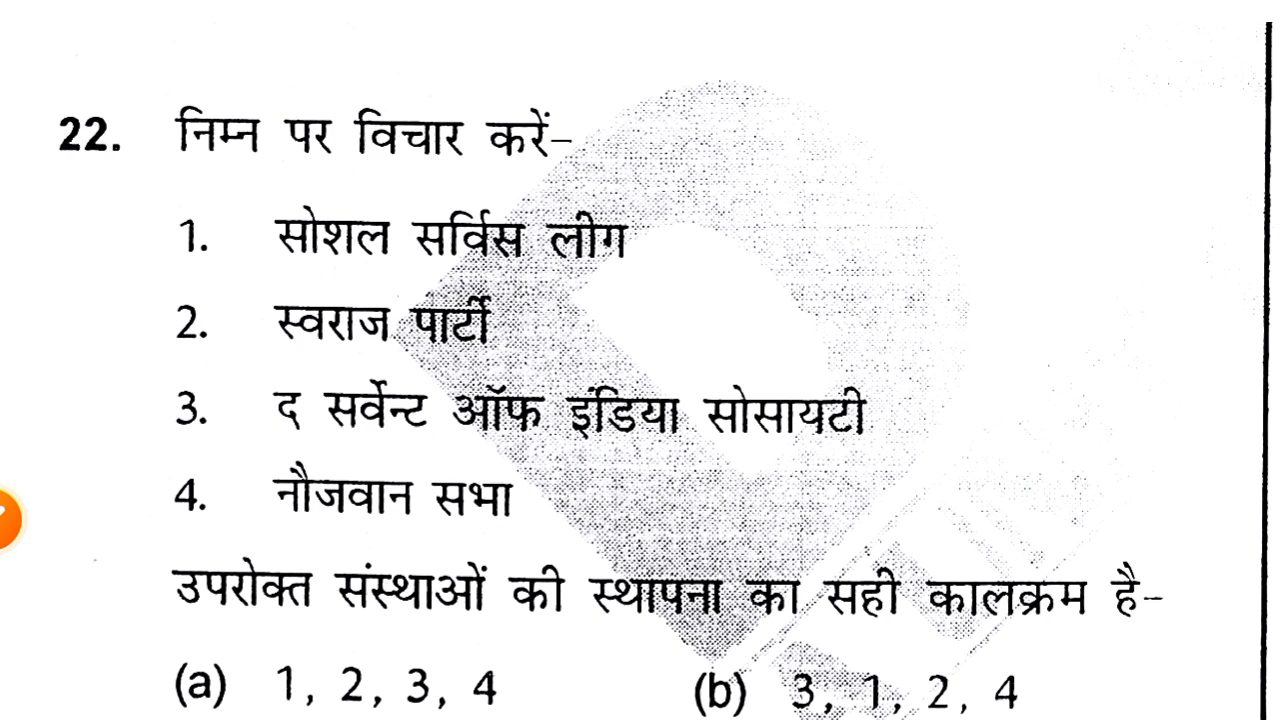 22. निम्न पर विचार करें–
1. सोशल सर्विस लीग
2. स्वराज पार्टी
3. द सर्वेन्ट ऑफ इंडिया सोसायटी
4. नौजवान सभा
उपरोक्त संस्थाओं की स्थापना का सही कालक्रम है–
(a) 1, 2, 3, 4 (b) 3, 1, 2, 4